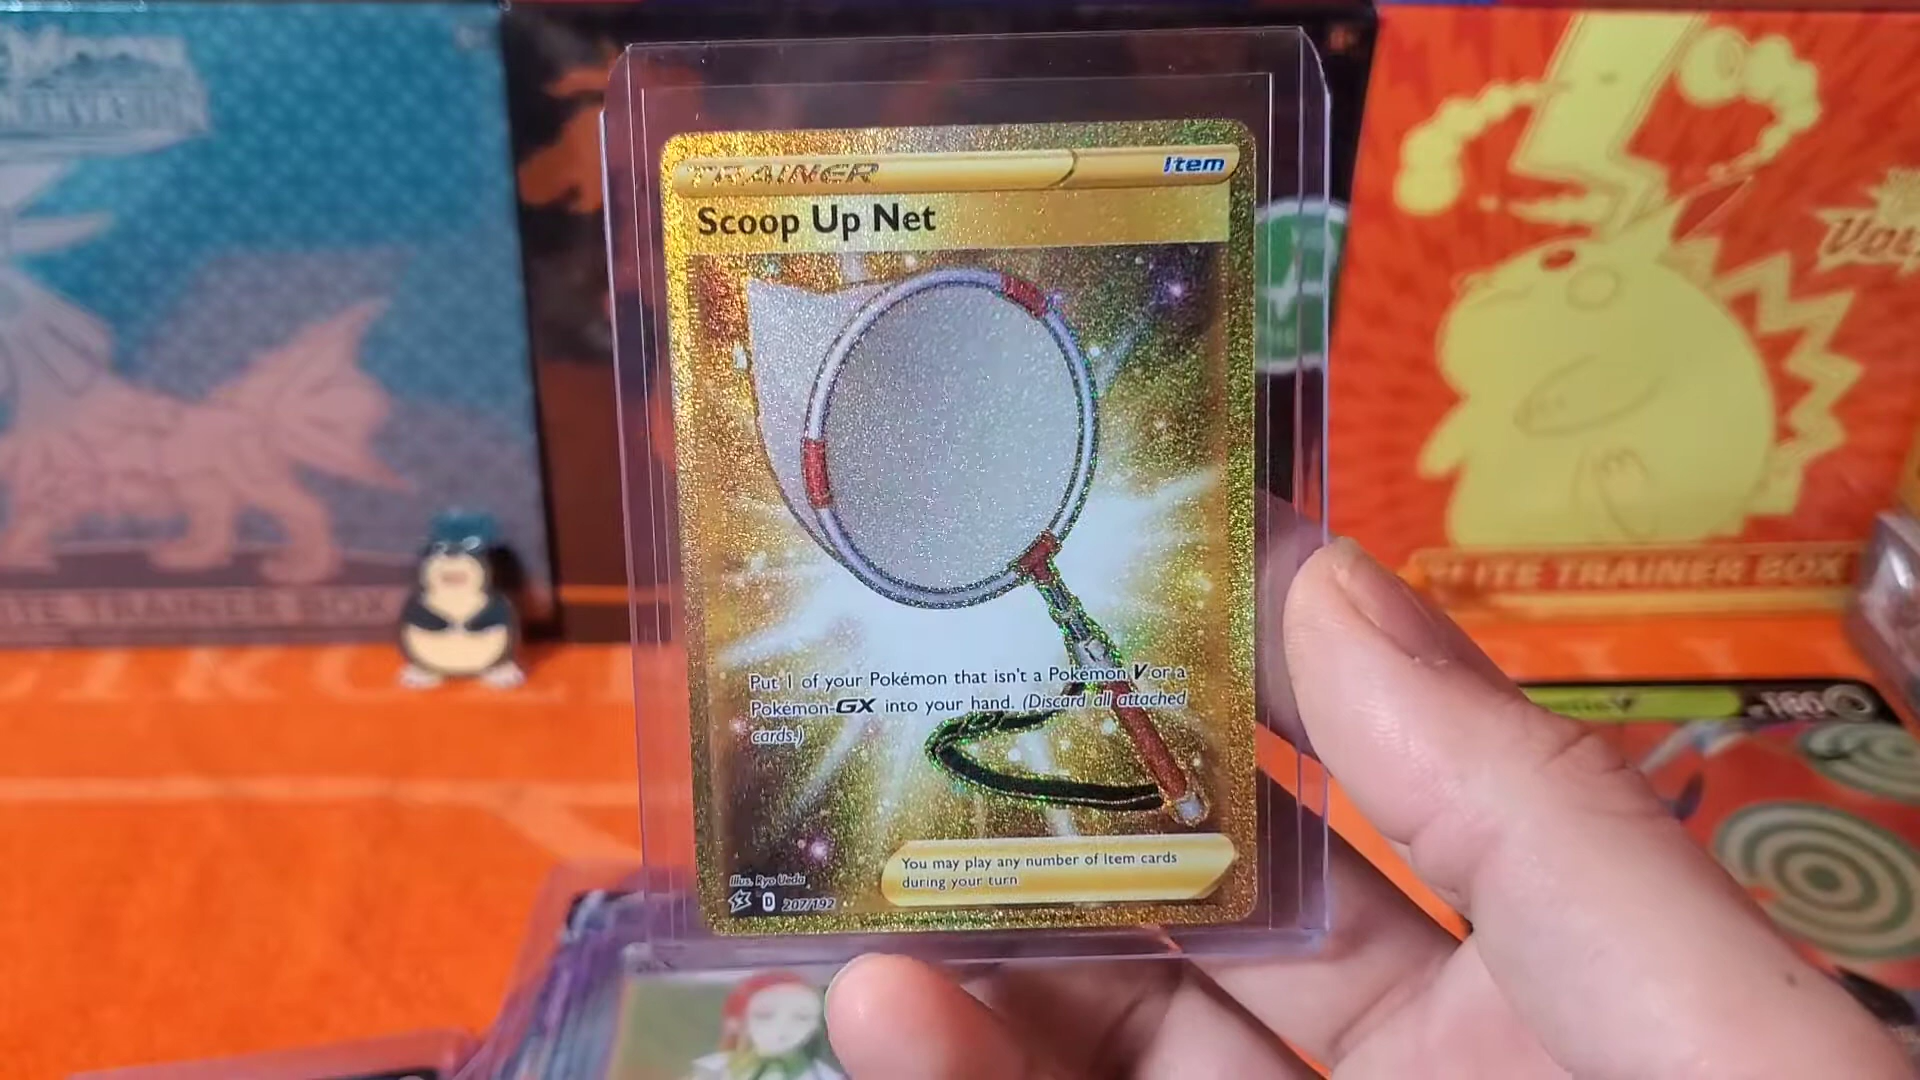 TRAINER
Item
Scoop Up Net
Put 1 of your Pokémon that isn't a Pokémon V or a
Pokémon-GX into your hand. (Discard all attached
cards.)
You may play any number of Item cards
during your turn.
Illus. Ryo Ueda
D 207/192
ELITE TRAINER BOX
180